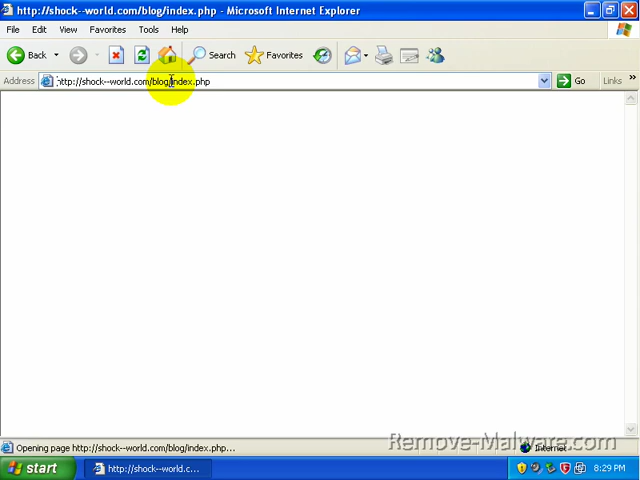 http://shock--world.com/blog/index.php - Microsoft Internet Explorer
File Edit View Favorites Tools Help
Back Search Favorites
Address http://shock--world.com/blog/index.php Go Links »
Opening page http://shock--world.com/blog/index.php... Internet
Remove-Malware.com
start http://shock--world.c... 8:29 PM